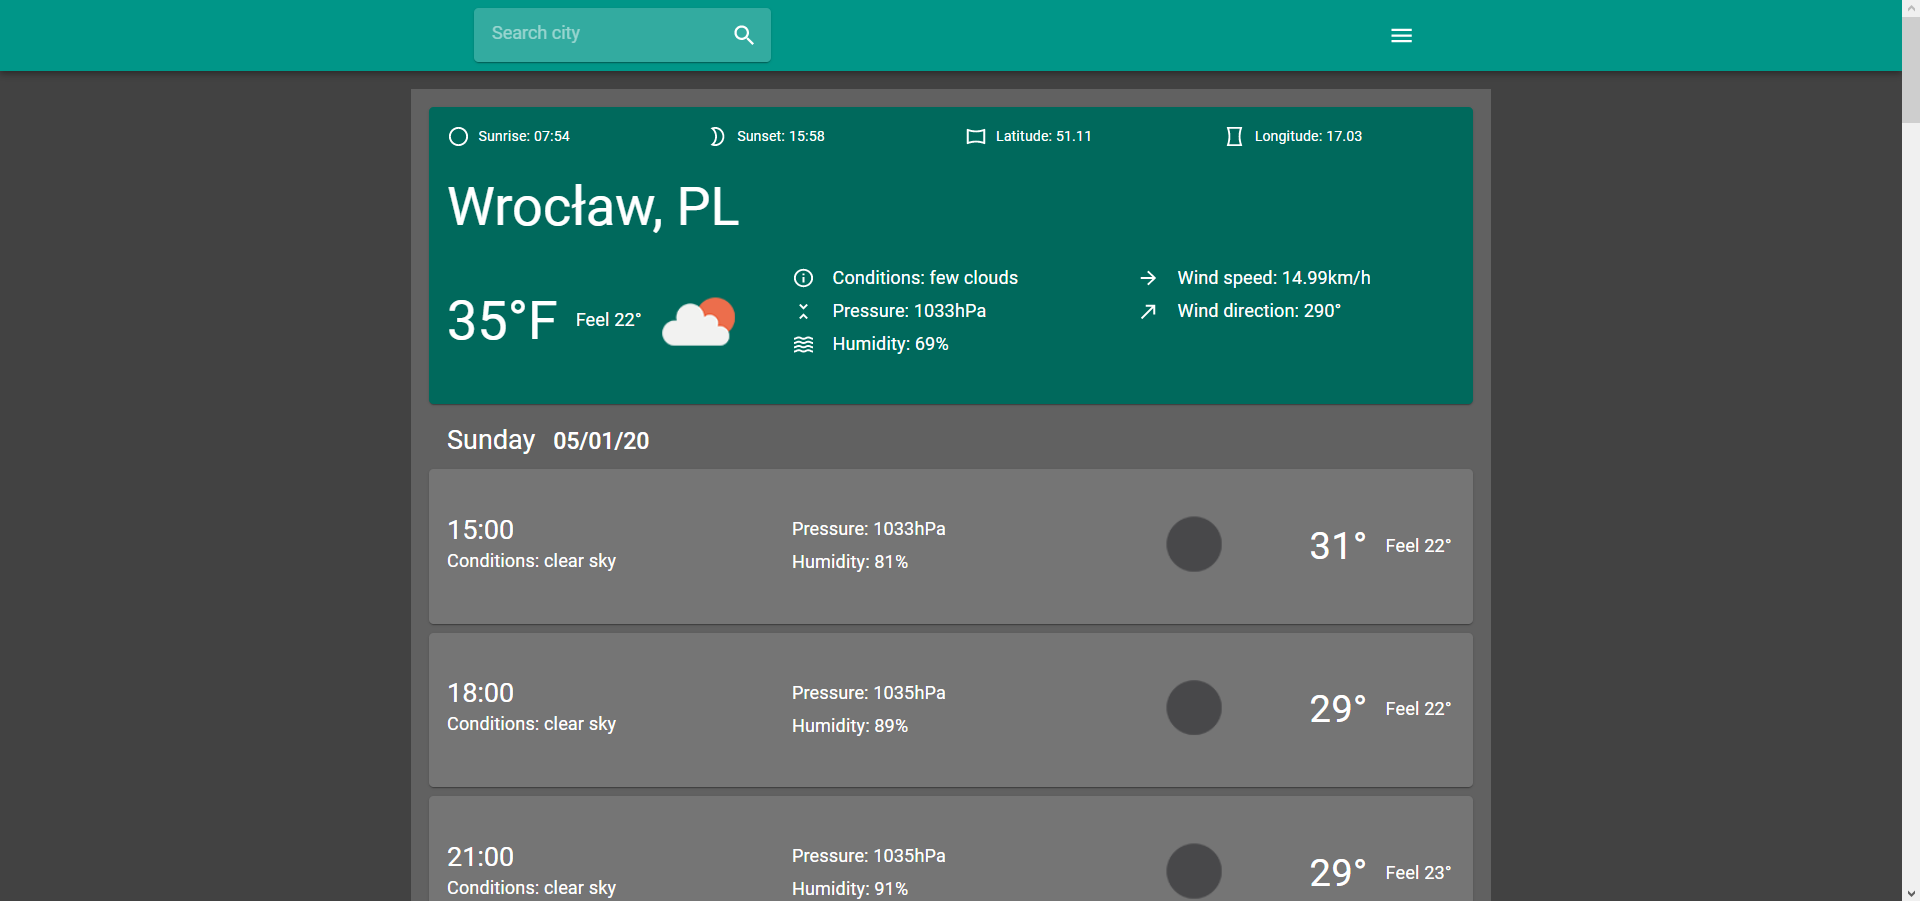 Search city
Sunrise: 07:54
Sunset: 15:58
Latitude: 51.11
Longitude: 17.03
Wrocław, PL
35°F
Feel 22°
Conditions: few clouds
Pressure: 1033hPa
Humidity: 69%
Wind speed: 14.99km/h
Wind direction: 290°
Sunday 05/01/20
15:00
Conditions: clear sky
Pressure: 1033hPa
Humidity: 81%
31° Feel 22°
18:00
Conditions: clear sky
Pressure: 1035hPa
Humidity: 89%
29° Feel 22°
21:00
Conditions: clear sky
Pressure: 1035hPa
Humidity: 91%
29° Feel 23°